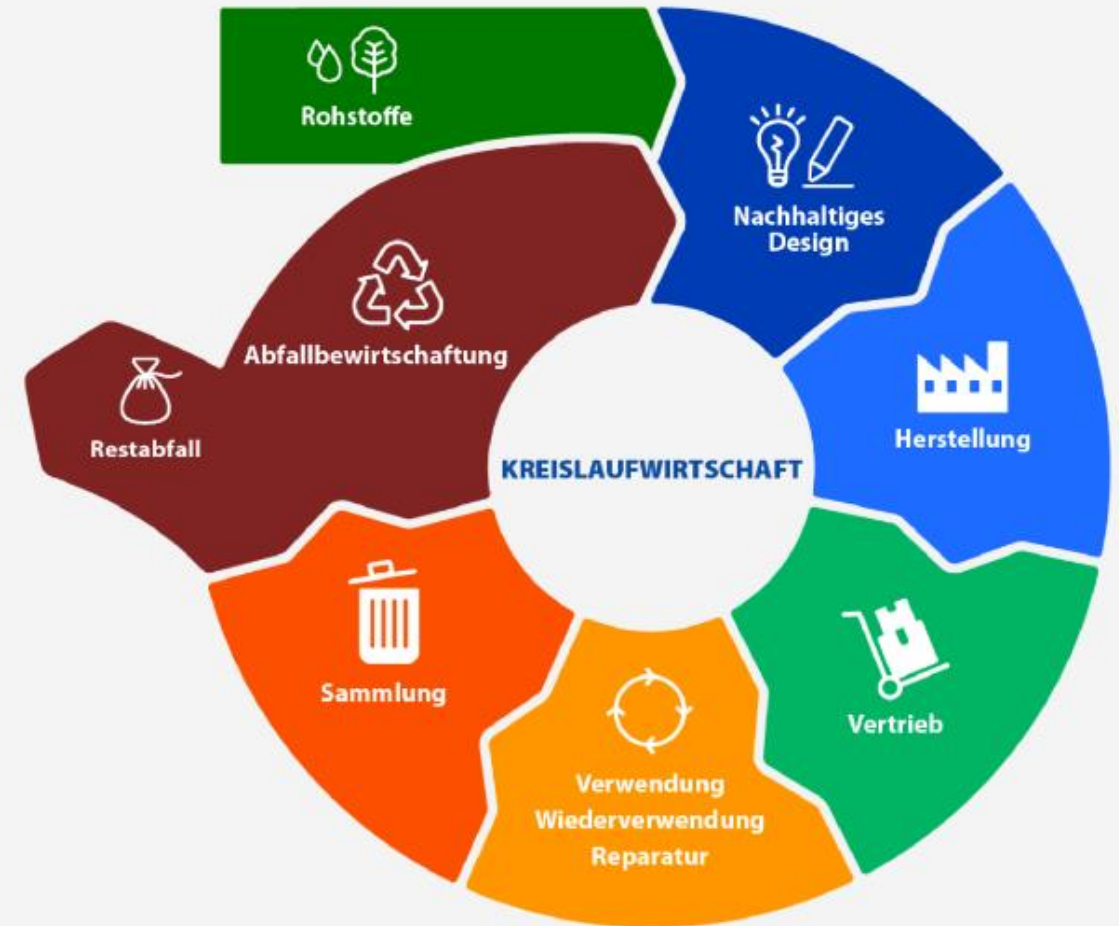 Rohstoffe
Nachhaltiges
Design
Herstellung
Vertrieb
Verwendung
Wiederverwendung
Reparatur
Sammlung
Abfallbewirtschaftung
Restabfall
KREISLAUFWIRTSCHAFT